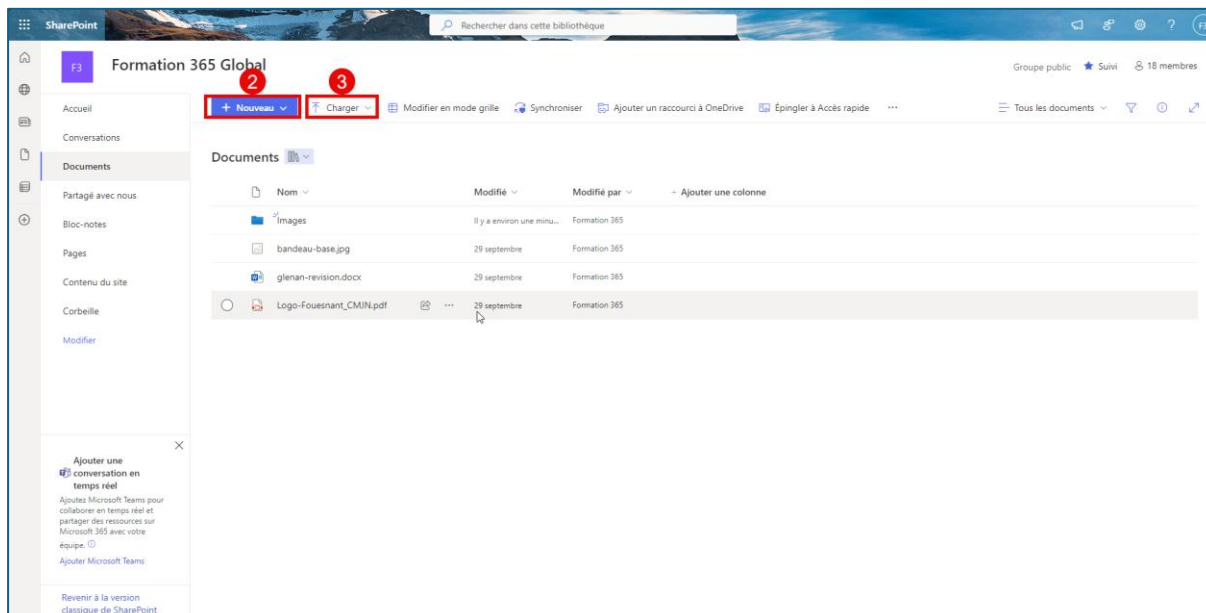 SharePoint
Rechercher dans cette bibliothèque
?
F3
Formation 365 Global
Groupe public
Suivi
18 membres
2
3
+ Nouveau
Charger
Modifier en mode grille
Synchroniser
Ajouter un raccourci à OneDrive
Épingler à Accès rapide
...
Tous les documents
Accueil
Conversations
Documents
Partagé avec nous
Bloc-notes
Pages
Contenu du site
Corbeille
Modifier
Documents
Nom
Modifié
Modifié par
+ Ajouter une colonne
Images
Il y a environ une minu...
Formation 365
bandeau-base.jpg
29 septembre
Formation 365
glenan-revision.docx
29 septembre
Formation 365
Logo-Fouesnant_CMJN.pdf
...
29 septembre
Formation 365
Ajouter une
conversation en
temps réel
Ajoutez Microsoft Teams pour
collaborer en temps réel et
partager des ressources sur
Microsoft 365 avec votre
équipe.
Ajouter Microsoft Teams
Revenir à la version
classique de SharePoint